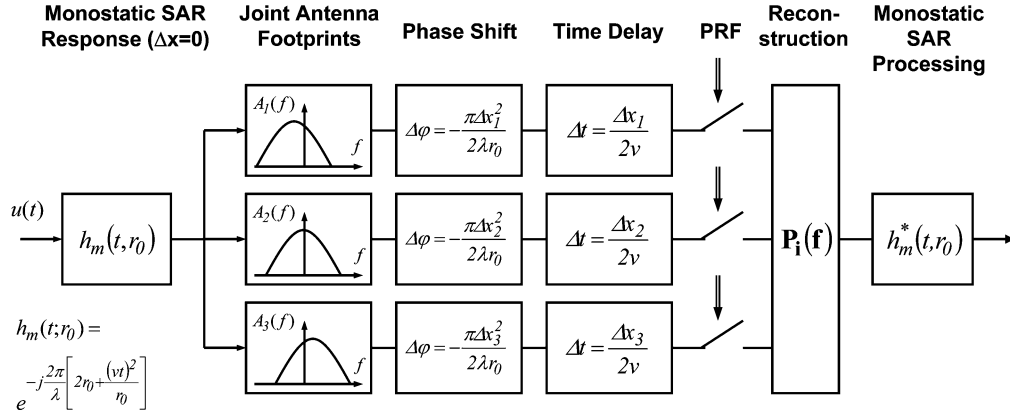 Monostatic SAR
Response (Δx=0)
Joint Antenna
Footprints
Phase Shift
Time Delay
PRF
Recon-
struction
Monostatic
SAR
Processing
u(t)
h_m(t,r_0)
A_1(f)
f
Δφ = -πΔx_1^2/2λr_0
Δt = Δx_1/2v
A_2(f)
f
Δφ = -πΔx_2^2/2λr_0
Δt = Δx_2/2v
A_3(f)
f
Δφ = -πΔx_3^2/2λr_0
Δt = Δx_3/2v
P_i(f)
h_m^*(t,r_0)
h_m(t;r_0) =
e^{-j 2π/λ [2r_0 + (vt)^2/r_0]}